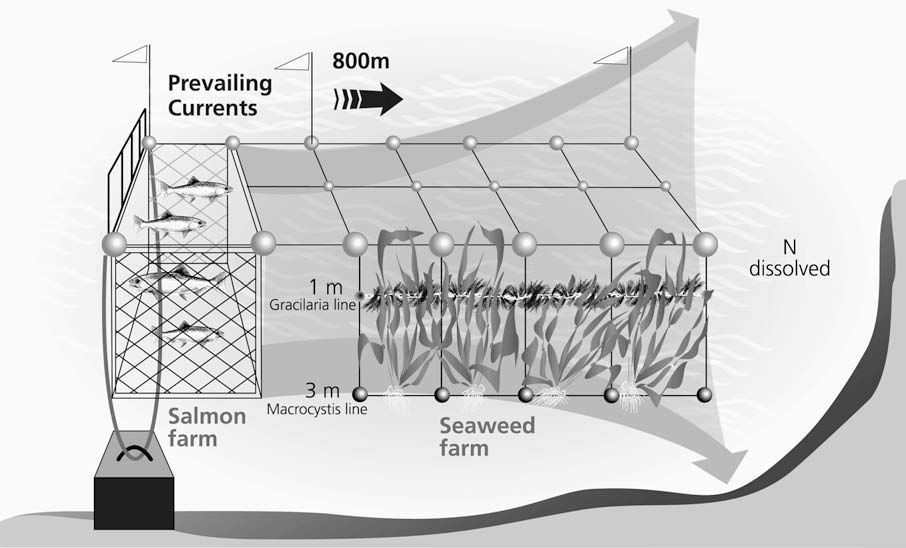 800m
Prevailing
Currents
N
dissolved
1 m
Gracilaria line
3 m
Macrocystis line
Salmon
farm
Seaweed
farm